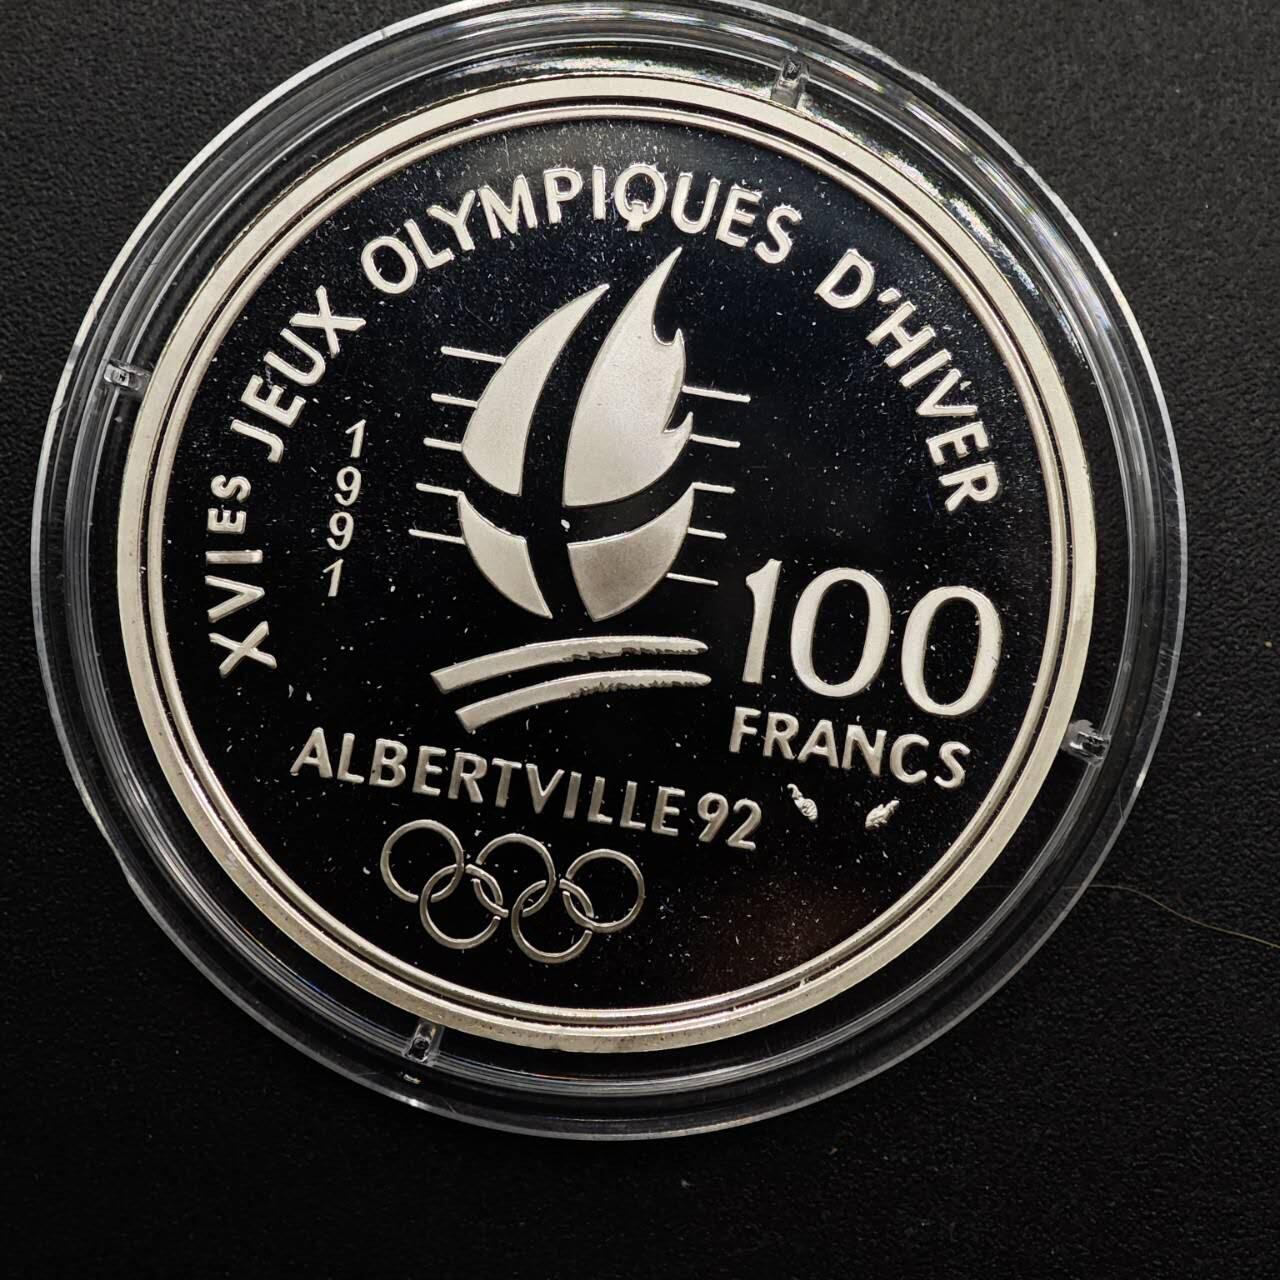 XVIES JEUX OLYMPIQUES D'HIVER
1991
100
FRANCS
ALBERTVILLE 92